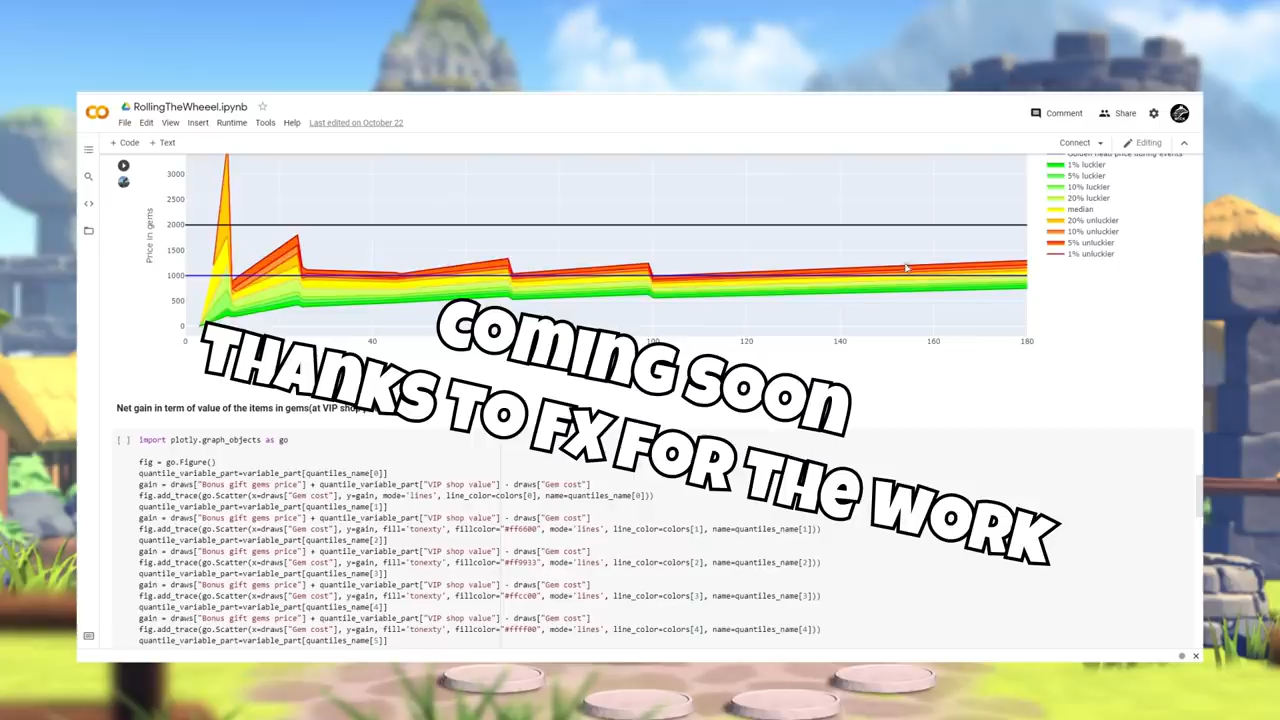 RollingTheWheeel.ipynb
File Edit View Insert Runtime Tools Help Last edited on October 22
Comment Share
+ Code + Text
Connect Editing
Golden head price during events
1% luckier
5% luckier
10% luckier
20% luckier
median
20% unluckier
10% unluckier
5% unluckier
1% unluckier
Price in gems
3000
2500
2000
1500
1000
500
0
0 40 100 120 140 160 180
COMING SOON
THANKS TO FX FOR THE WORK
Net gain in term of value of the items in gems(at VIP shop
[ ] import plotly.graph_objects as go
fig = go.Figure()
quantile_variable_part=variable_part[quantiles_name[0]]
gain = draws["Bonus gift gems price"] + quantile_variable_part["VIP shop value"] - draws["Gem cost"]
fig.add_trace(go.Scatter(x=draws["Gem cost"], y=gain, mode='lines', line_color=colors[0], name=quantiles_name[0]))
quantile_variable_part=variable_part[quantiles_name[1]]
gain = draws["Bonus gift gems price"] + quantile_variable_part["VIP shop value"] - draws["Gem cost"]
fig.add_trace(go.Scatter(x=draws["Gem cost"], y=gain, fill='tonexty', fillcolor="#ff6600", mode='lines', line_color=colors[1], name=quantiles_name[1]))
quantile_variable_part=variable_part[quantiles_name[2]]
gain = draws["Bonus gift gems price"] + quantile_variable_part["VIP shop value"] - draws["Gem cost"]
fig.add_trace(go.Scatter(x=draws["Gem cost"], y=gain, fill='tonexty', fillcolor="#ff9933", mode='lines', line_color=colors[2], name=quantiles_name[2]))
quantile_variable_part=variable_part[quantiles_name[3]]
gain = draws["Bonus gift gems price"] + quantile_variable_part["VIP shop value"] - draws["Gem cost"]
fig.add_trace(go.Scatter(x=draws["Gem cost"], y=gain, fill='tonexty', fillcolor="#ffcc00", mode='lines', line_color=colors[3], name=quantiles_name[3]))
quantile_variable_part=variable_part[quantiles_name[4]]
gain = draws["Bonus gift gems price"] + quantile_variable_part["VIP shop value"] - draws["Gem cost"]
fig.add_trace(go.Scatter(x=draws["Gem cost"], y=gain, fill='tonexty', fillcolor="#ffff00", mode='lines', line_color=colors[4], name=quantiles_name[4]))
quantile_variable_part=variable_part[quantiles_name[5]]